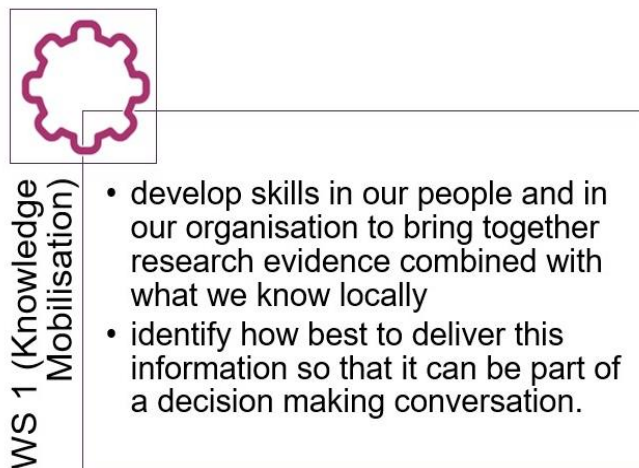 WS 1 (Knowledge
Mobilisation)
• develop skills in our people and in
our organisation to bring together
research evidence combined with
what we know locally
• identify how best to deliver this
information so that it can be part of
a decision making conversation.